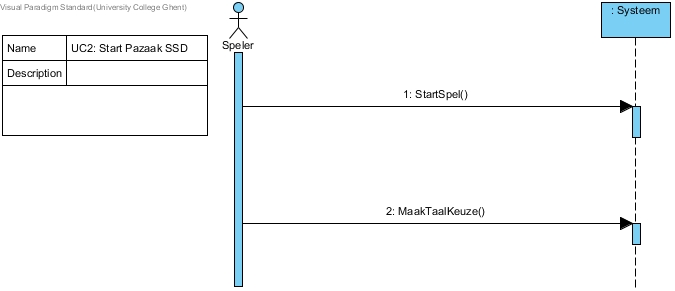 Visual Paradigm Standard(University College Ghent)
Name UC2: Start Pazaak SSD
Description
Speler
: Systeem
1: StartSpel()
2: MaakTaalKeuze()